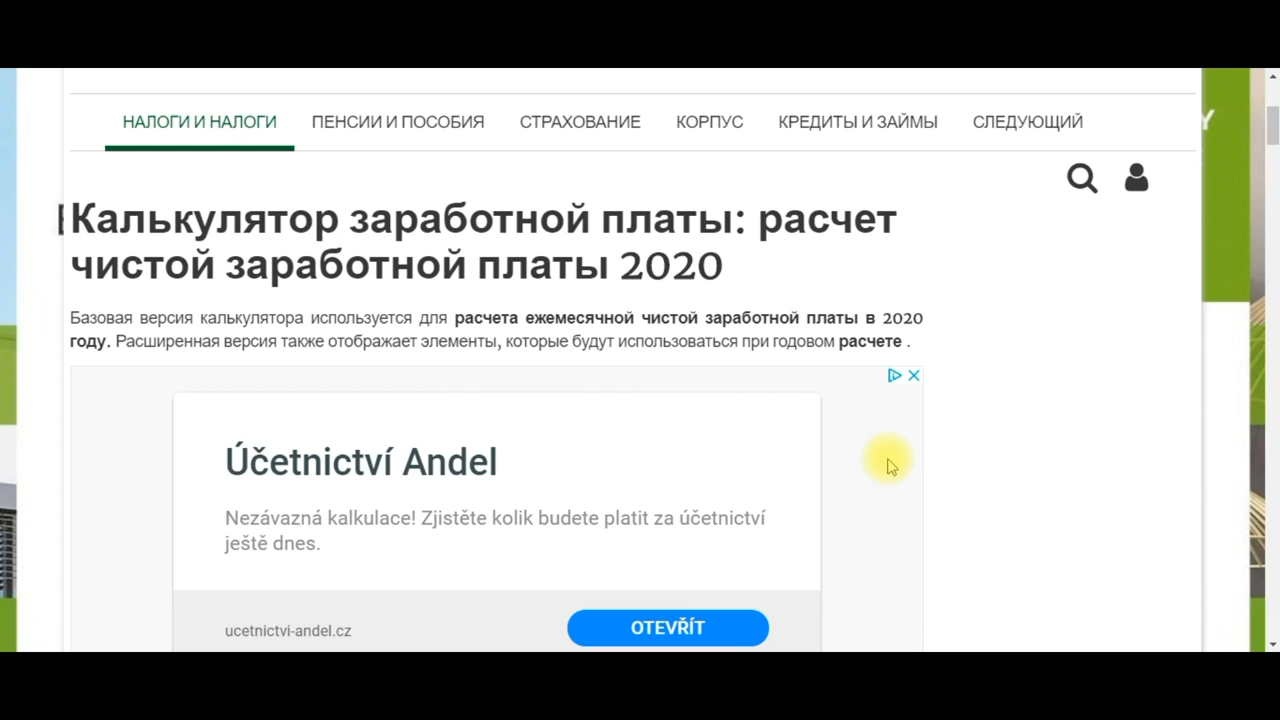 НАЛОГИ И НАЛОГИ ПЕНСИИ И ПОСОБИЯ СТРАХОВАНИЕ КОРПУС КРЕДИТЫ И ЗАЙМЫ СЛЕДУЮЩИЙ
Калькулятор заработной платы: расчет
чистой заработной платы 2020
Базовая версия калькулятора используется для расчета ежемесячной чистой заработной платы в 2020
году. Расширенная версия также отображает элементы, которые будут использоваться при годовом расчете .
Účetnictví Andel
Nezávazná kalkulace! Zjistěte kolik budete platit za účetnictví
ještě dnes.
ucetnictvi-andel.cz OTEVŘÍT